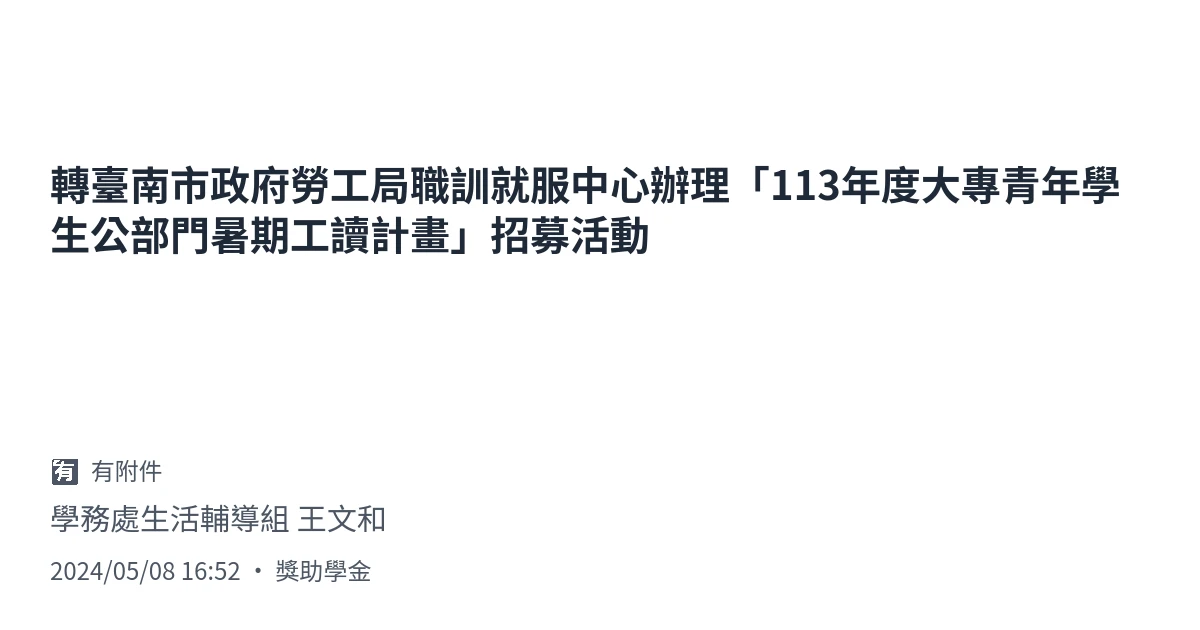 轉臺南市政府勞工局職訓就服中心辦理「113年度大專青年學
生公部門暑期工讀計畫」招募活動
有 有附件
學務處生活輔導組 王文和
2024/05/08 16:52 • 獎助學金